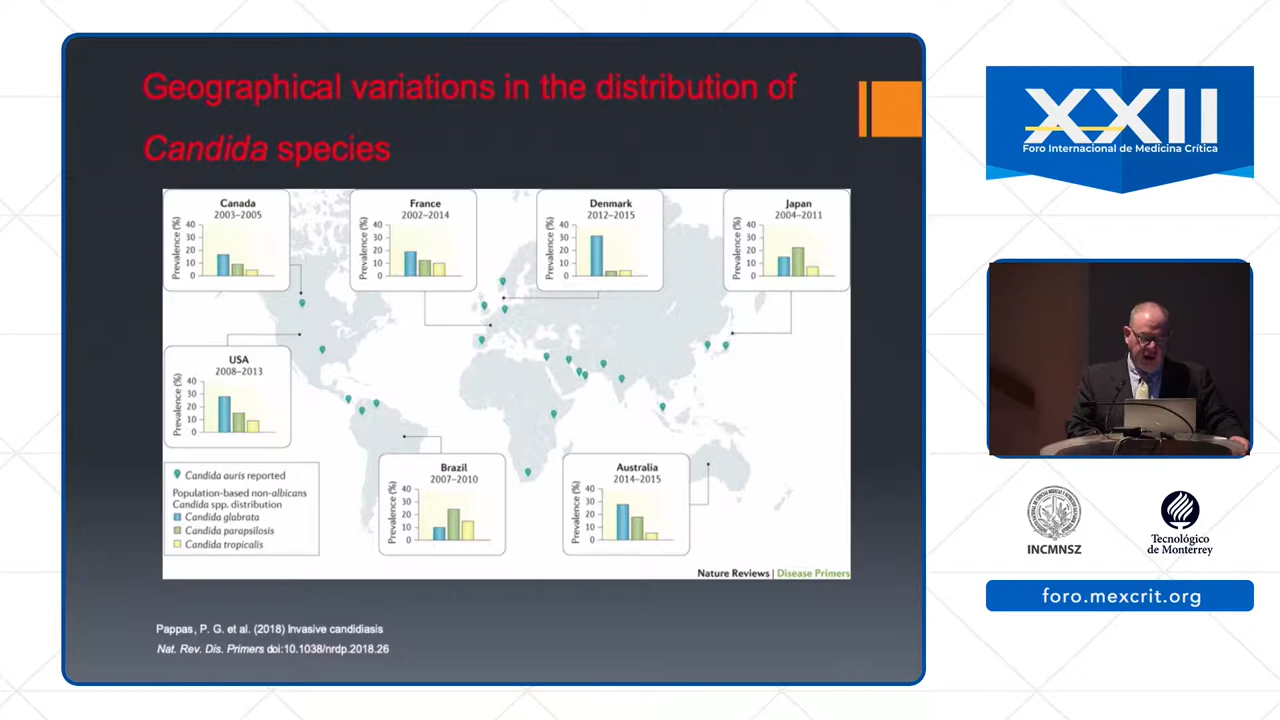 Geographical variations in the distribution of
Candida species
Canada
2003–2005
Prevalence (%)
40
30
20
10
0
France
2002–2014
Prevalence (%)
40
30
20
10
0
Denmark
2012–2015
Prevalence (%)
40
30
20
10
0
Japan
2004–2011
Prevalence (%)
40
30
20
10
0
USA
2008–2013
Prevalence (%)
40
30
20
10
0
Candida auris reported
Population-based non-albicans
Candida spp. distribution
Candida glabrata
Candida parapsilosis
Candida tropicalis
Brazil
2007–2010
Prevalence (%)
40
30
20
10
0
Australia
2014–2015
Prevalence (%)
40
30
20
10
0
Nature Reviews | Disease Primers
Pappas, P. G. et al. (2018) Invasive candidiasis
Nat. Rev. Dis. Primers doi:10.1038/nrdp.2018.26
XXII
Foro Internacional de Medicina Crítica
INCMNSZ
Tecnológico
de Monterrey
foro.mexcrit.org